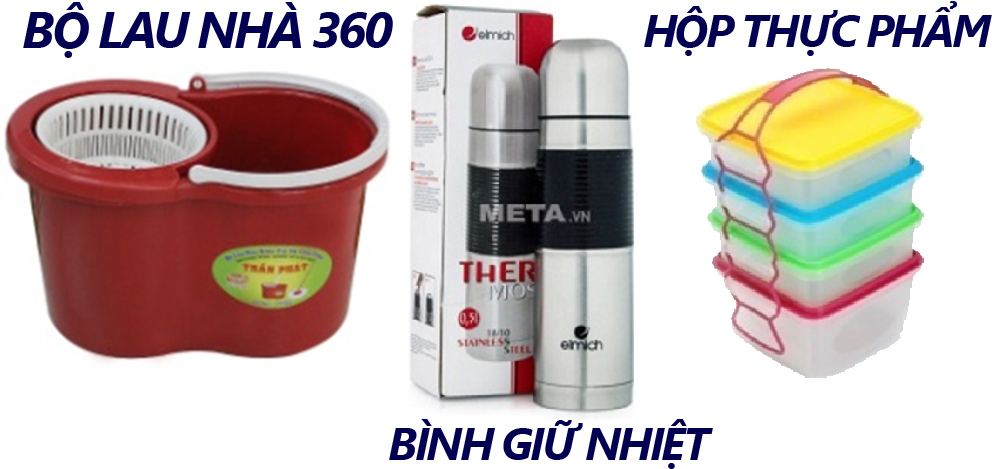 BỘ LAU NHÀ 360
elmich
HỘP THỰC PHẨM
META.vn
TRẦN PHÁT
THER
MOS
0,5l
18/10
STAINLESS
STEEL
elmich
BÌNH GIỮ NHIỆT